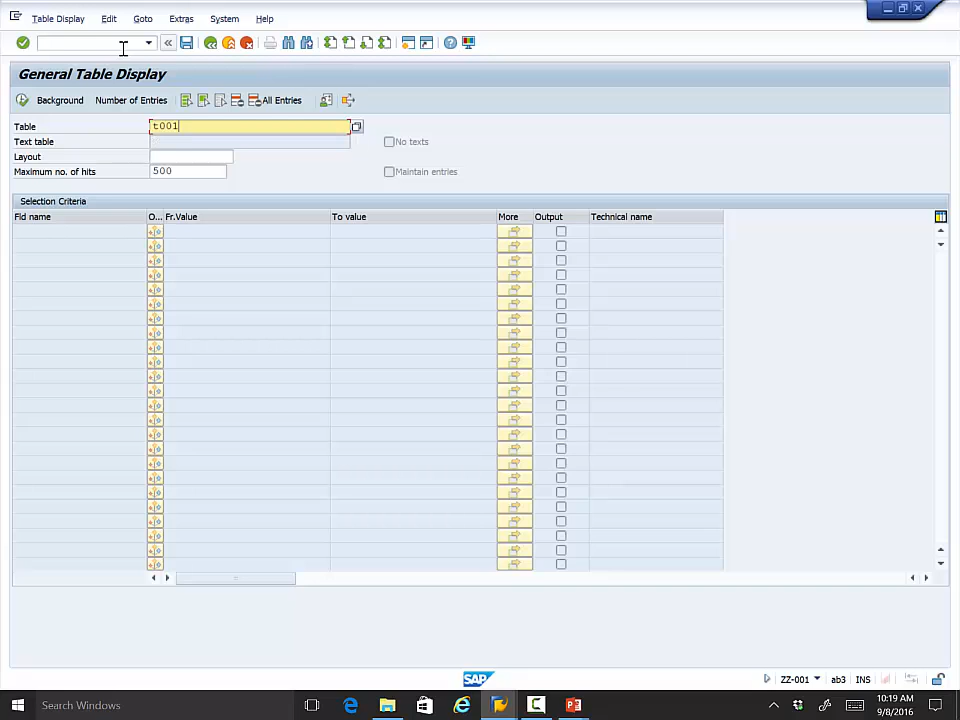 Table Display Edit Goto Extras System Help
General Table Display
Background Number of Entries All Entries
Table t001
Text table No texts
Layout
Maximum no. of hits 500 Maintain entries
Selection Criteria
Fld name O... Fr.Value To value More Output Technical name
SAP ZZ-001 ab3 INS
Search Windows
10:19 AM
9/8/2016